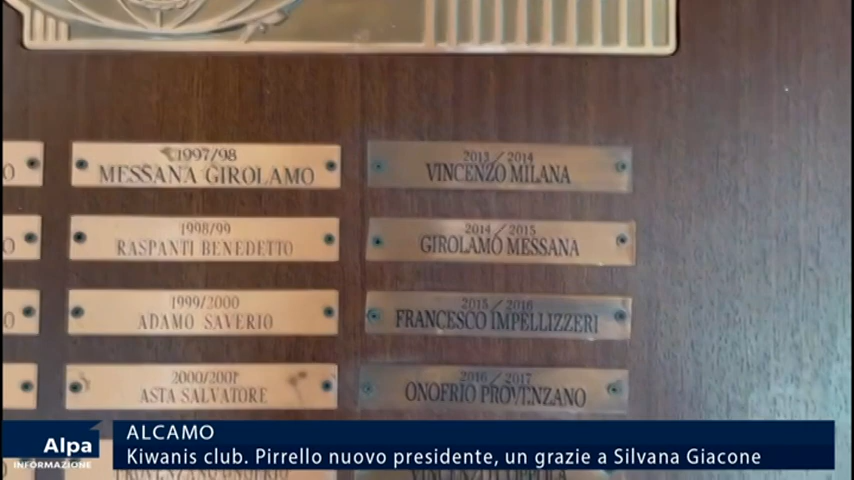 1997/98
MESSANA GIROLAMO
1998/99
RASPANTI BENEDETTO
1999/2000
ADAMO SAVERIO
2000/2001
ASTA SALVATORE
2013 / 2014
VINCENZO MILANA
2014 / 2015
GIROLAMO MESSANA
2015 / 2016
FRANCESCO IMPELLIZZERI
2016 / 2017
ONOFRIO PROVENZANO
Alpa
INFORMAZIONE
ALCAMO
Kiwanis club. Pirrello nuovo presidente, un grazie a Silvana Giacone